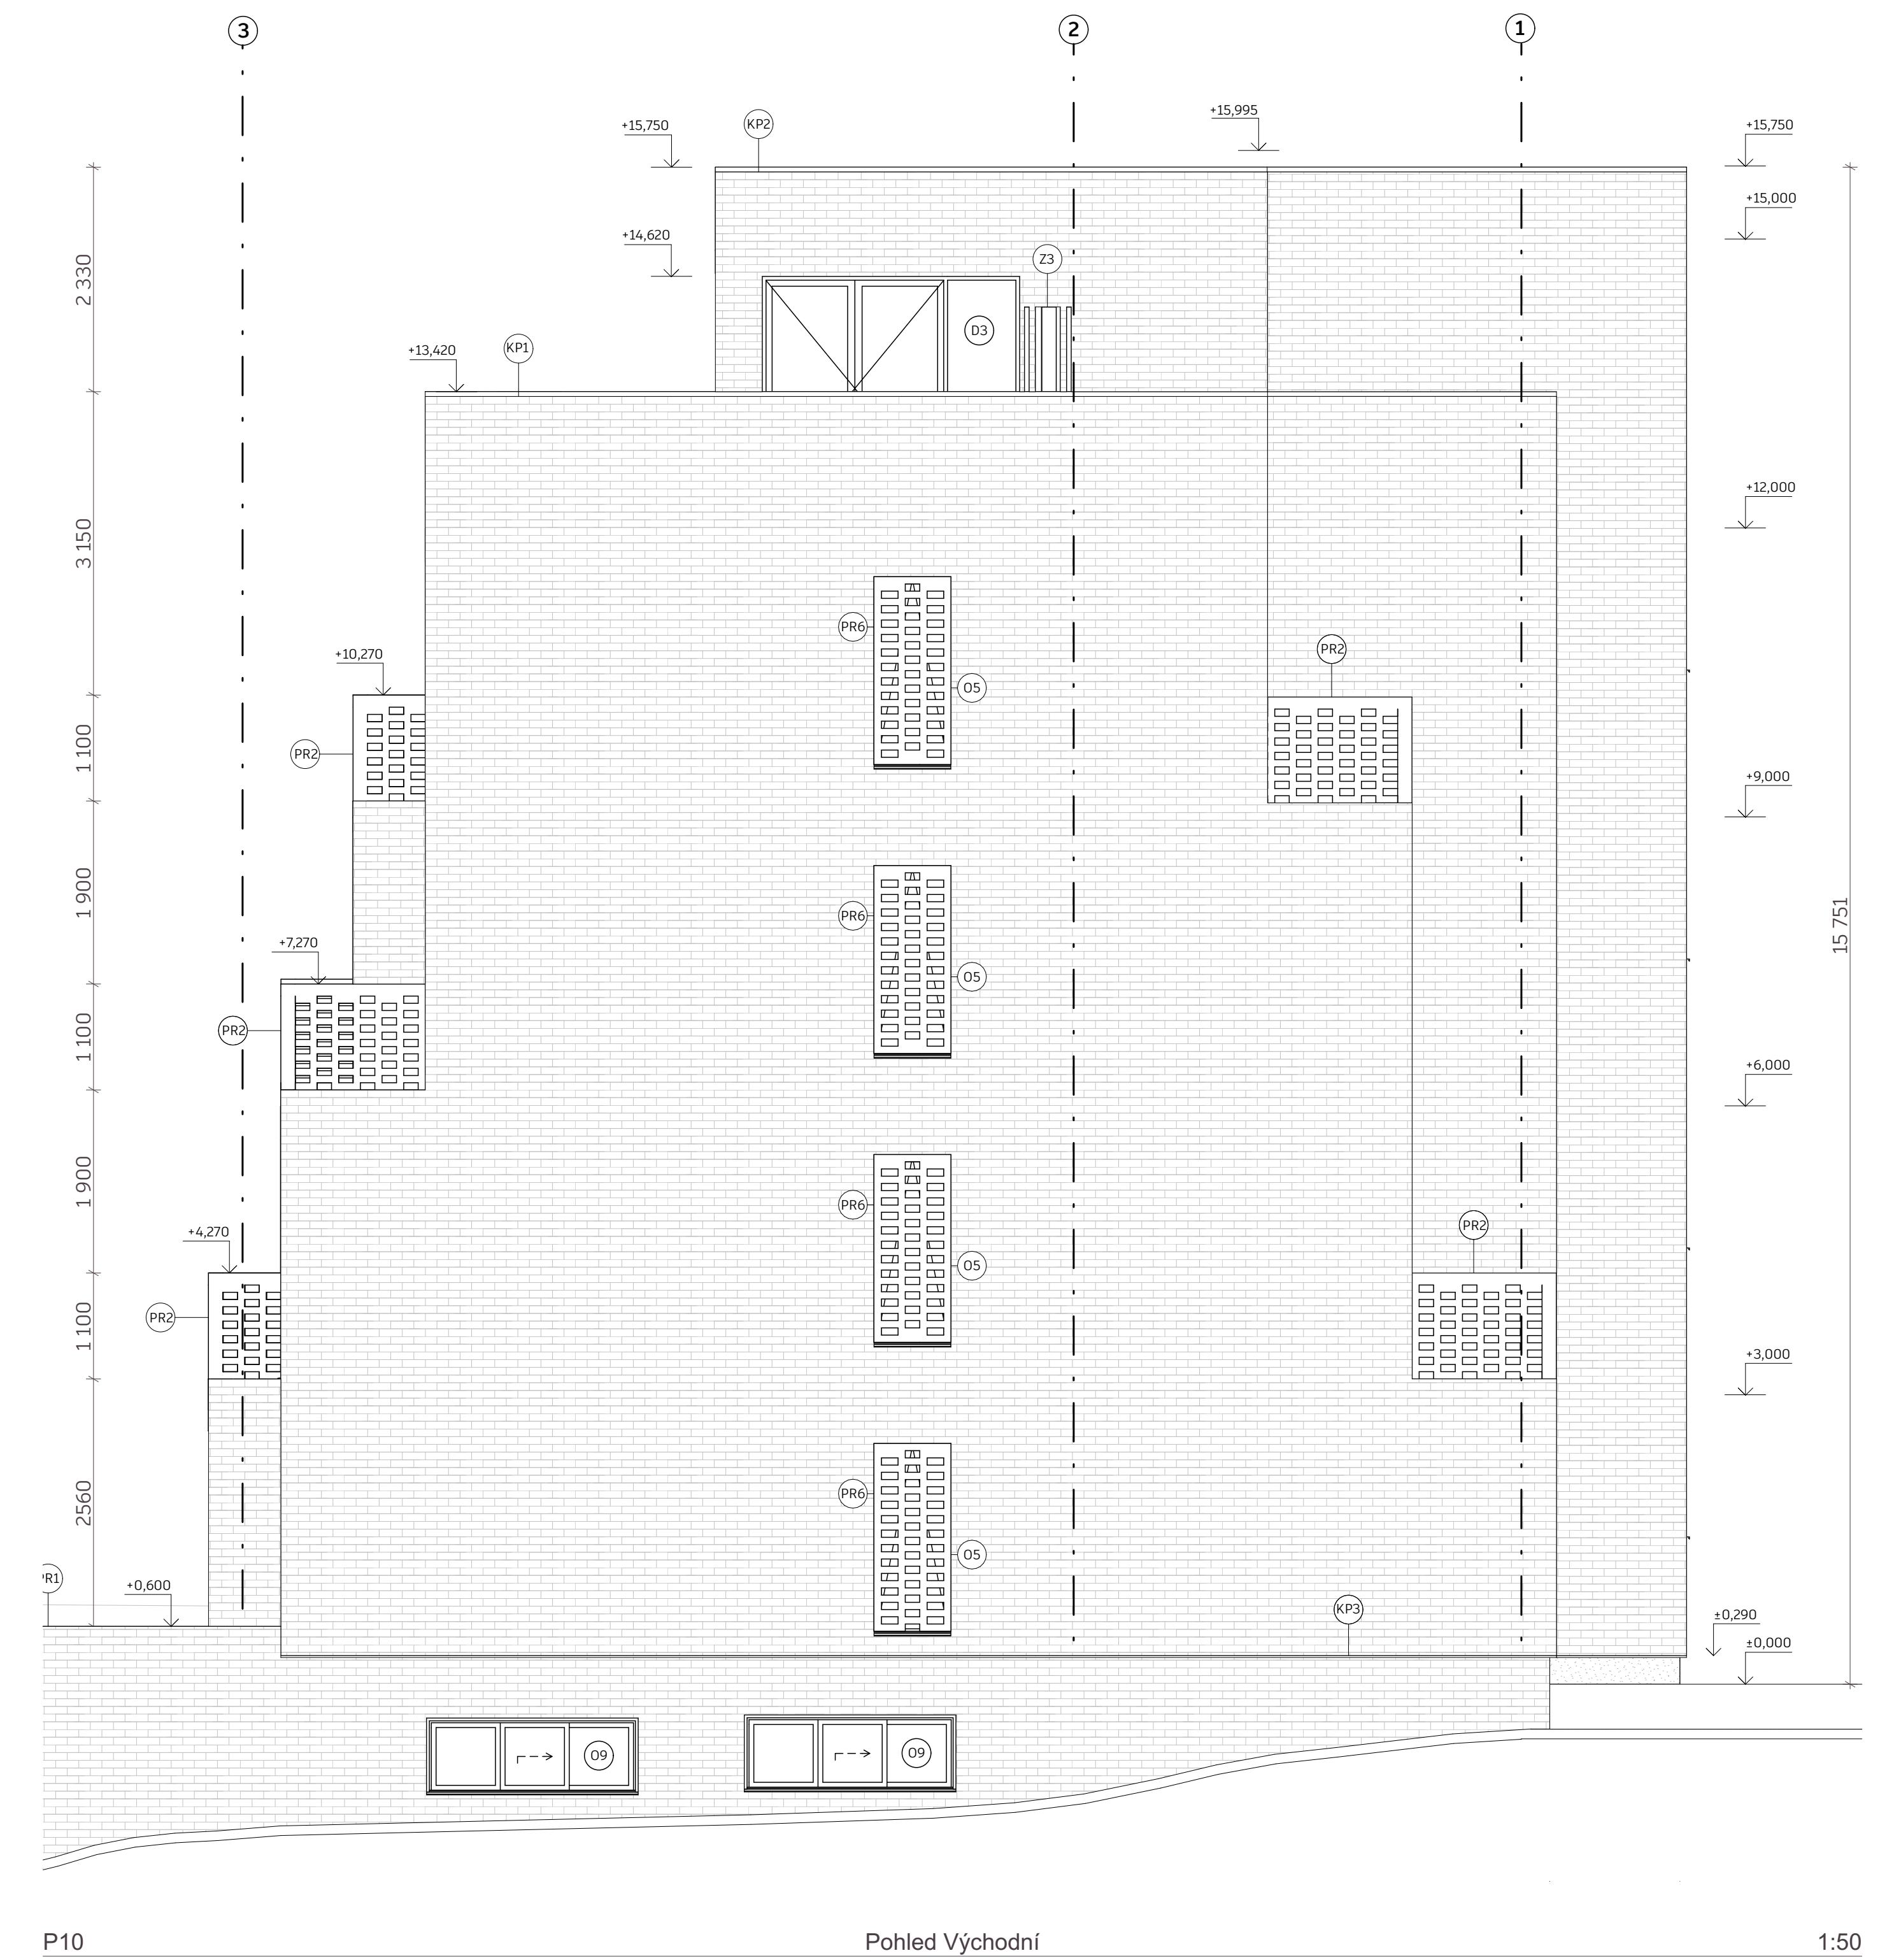 3
2
1
+15,995
+15,750
KP2
+15,750
+15,000
+14,620
Z3
2 330
D3
KP1
+13,420
+12,000
3 150
PR6
PR2
+10,270
O5
1 100
PR2
+9,000
1 900
PR6
15 751
+7,270
O5
1 100
PR2
+6,000
1 900
PR6
PR2
+4,270
O5
1 100
PR2
+3,000
2560
PR6
O5
PR1
+0,600
KP3
±0,290
±0,000
O9
O9
P10
Pohled Východní
1:50